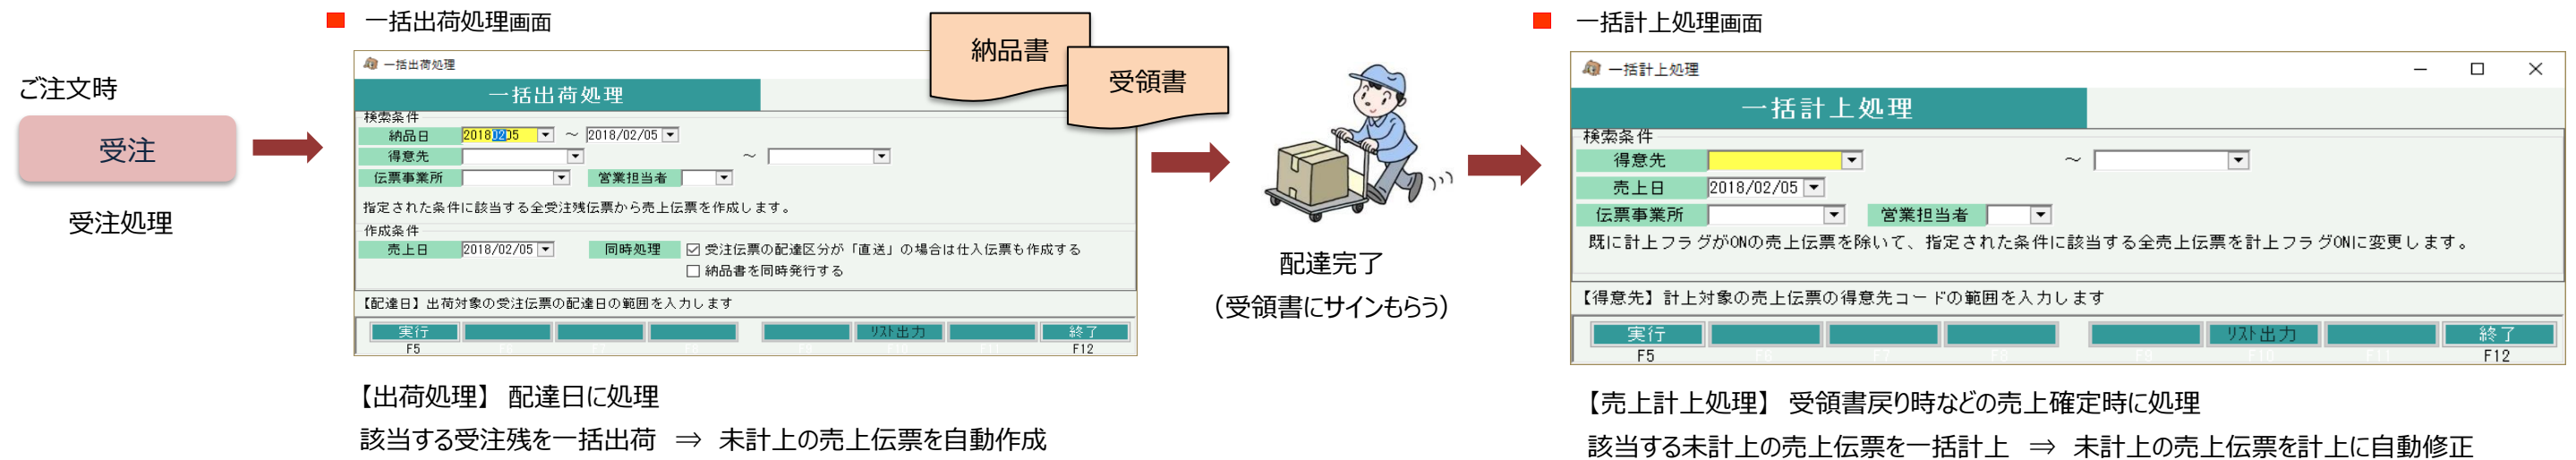 ご注文時
受注
受注処理
■ 一括出荷処理画面
一括出荷処理
一括出荷処理
検索条件
納品日 2018/02/05 ～ 2018/02/05
得意先 ～
伝票事業所 営業担当者
指定された条件に該当する全受注残伝票から売上伝票を作成します。
作成条件
売上日 2018/02/05 同時処理 受注伝票の配達区分が「直送」の場合は仕入伝票も作成する
納品書を同時発行する
【配達日】出荷対象の受注伝票の配達日の範囲を入力します
実行 リスト出力 終了
F5 F6 F7 F8 F9 F10 F11 F12
【出荷処理】 配達日に処理
該当する受注残を一括出荷 ⇒ 未計上の売上伝票を自動作成
納品書
受領書
配達完了
（受領書にサインもらう）
■ 一括計上処理画面
一括計上処理
一括計上処理
検索条件
得意先 ～
売上日 2018/02/05
伝票事業所 営業担当者
既に計上フラグがONの売上伝票を除いて、指定された条件に該当する全売上伝票を計上フラグONに変更します。
【得意先】計上対象の売上伝票の得意先コードの範囲を入力します
実行 リスト出力 終了
F5 F6 F7 F8 F9 F10 F11 F12
【売上計上処理】 受領書戻り時などの売上確定時に処理
該当する未計上の売上伝票を一括計上 ⇒ 未計上の売上伝票を計上に自動修正